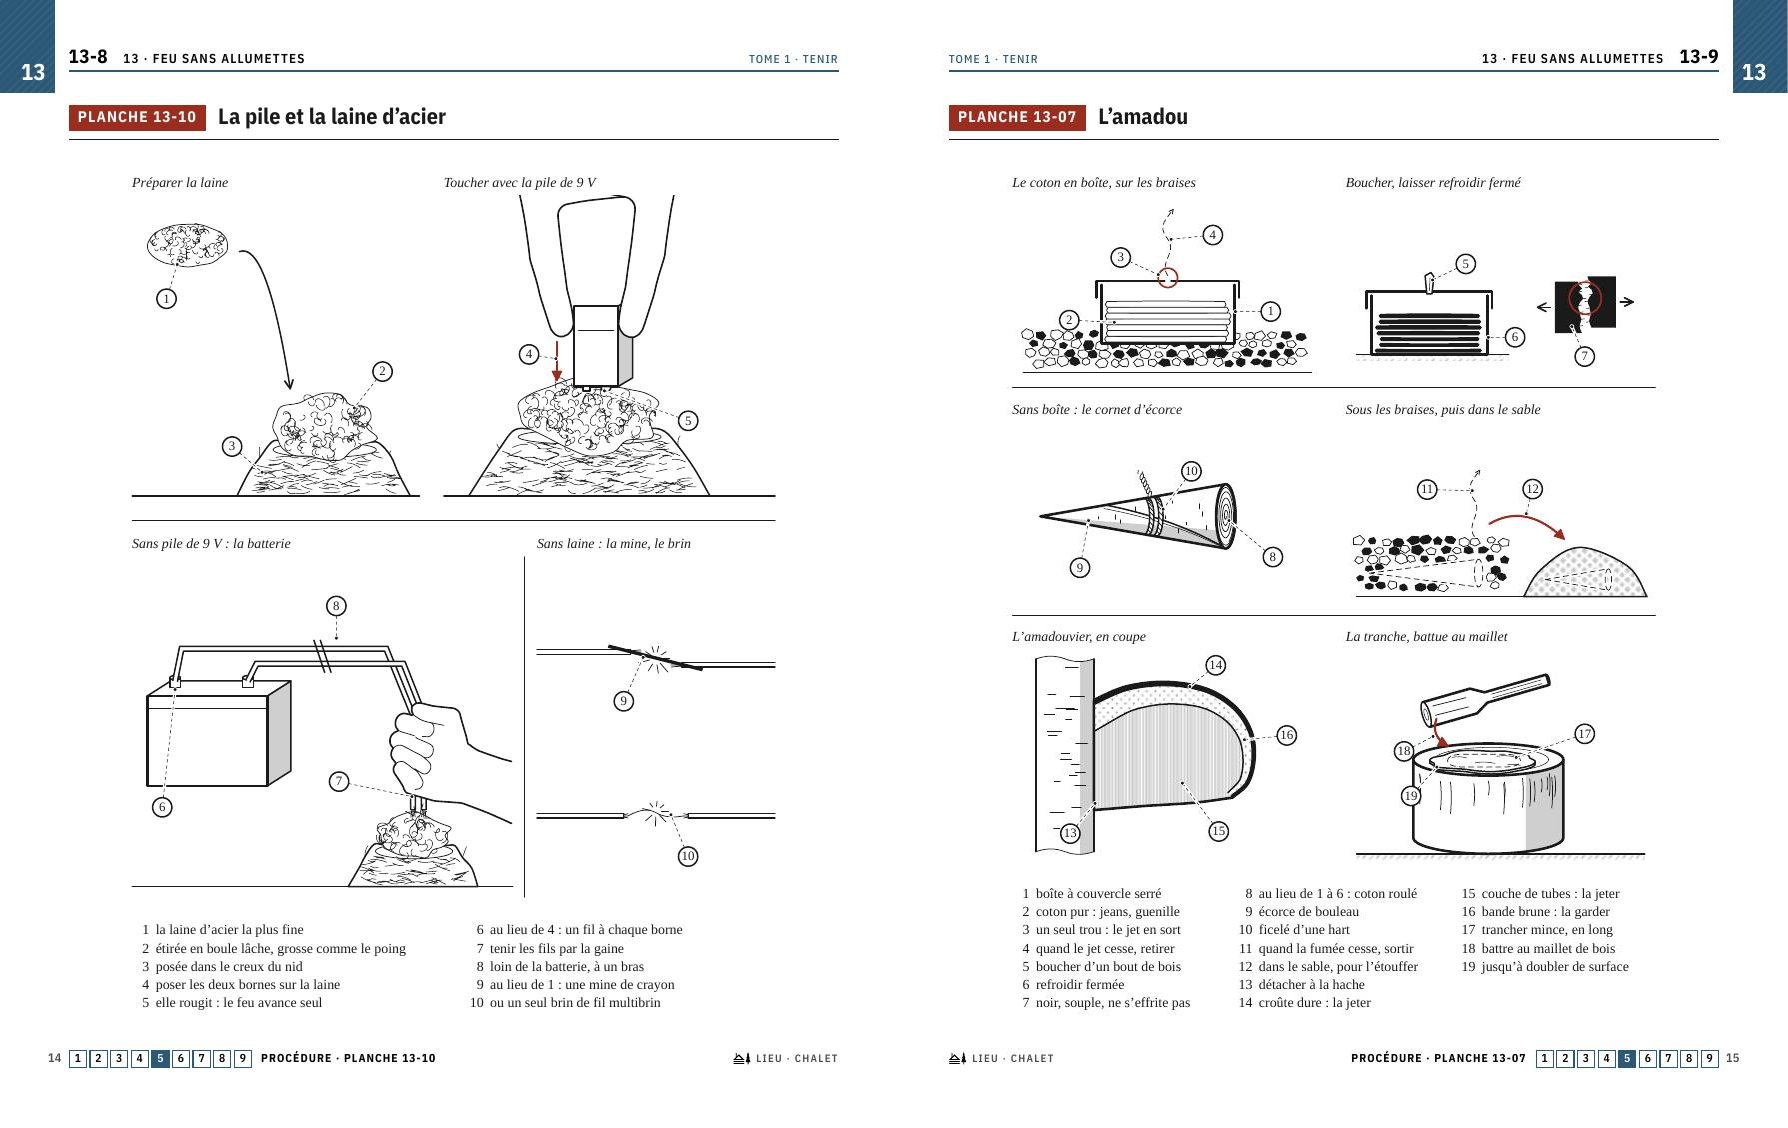 13
13-8 13 · FEU SANS ALLUMETTES
TOME 1 · TENIR
PLANCHE 13-10 La pile et la laine d’acier
Préparer la laine
Toucher avec la pile de 9 V
1
2
3
4
5
Sans pile de 9 V : la batterie
Sans laine : la mine, le brin
8
9
7
6
10
1 la laine d’acier la plus fine
2 étirée en boule lâche, grosse comme le poing
3 posée dans le creux du nid
4 poser les deux bornes sur la laine
5 elle rougit : le feu avance seul
6 au lieu de 4 : un fil à chaque borne
7 tenir les fils par la gaine
8 loin de la batterie, à un bras
9 au lieu de 1 : une mine de crayon
10 ou un seul brin de fil multibrin
14 1 2 3 4 5 6 7 8 9 PROCÉDURE · PLANCHE 13-10
LIEU · CHALET
TOME 1 · TENIR
13 · FEU SANS ALLUMETTES 13-9
13
PLANCHE 13-07 L’amadou
Le coton en boîte, sur les braises
Boucher, laisser refroidir fermé
4
3
1
2
5
6
7
Sans boîte : le cornet d’écorce
Sous les braises, puis dans le sable
10
9
8
11
12
L’amadouvier, en coupe
La tranche, battue au maillet
14
16
13
15
17
18
19
1 boîte à couvercle serré
2 coton pur : jeans, guenille
3 un seul trou : le jet en sort
4 quand le jet cesse, retirer
5 boucher d’un bout de bois
6 refroidir fermée
7 noir, souple, ne s’effrite pas
8 au lieu de 1 à 6 : coton roulé
9 écorce de bouleau
10 ficelé d’une hart
11 quand la fumée cesse, sortir
12 dans le sable, pour l’étouffer
13 détacher à la hache
14 croûte dure : la jeter
15 couche de tubes : la jeter
16 bande brune : la garder
17 trancher mince, en long
18 battre au maillet de bois
19 jusqu’à doubler de surface
LIEU · CHALET
PROCÉDURE · PLANCHE 13-07 1 2 3 4 5 6 7 8 9 15